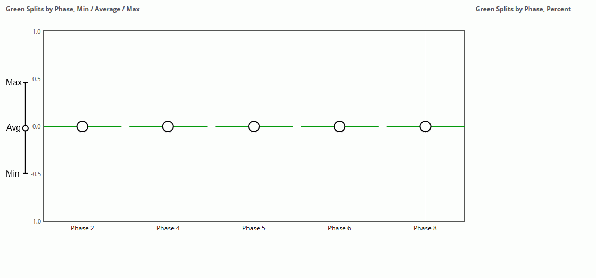 Green Splits by Phase, Min / Average / Max
Green Splits by Phase, Percent
1.0
0.5
Max
Avg
0.0
Min
-0.5
-1.0
Phase 2
Phase 4
Phase 5
Phase 6
Phase 8